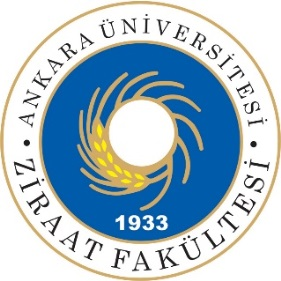 · ANKARA ÜNİVERSİTESİ ·
ZİRAAT FAKÜLTESİ
1933